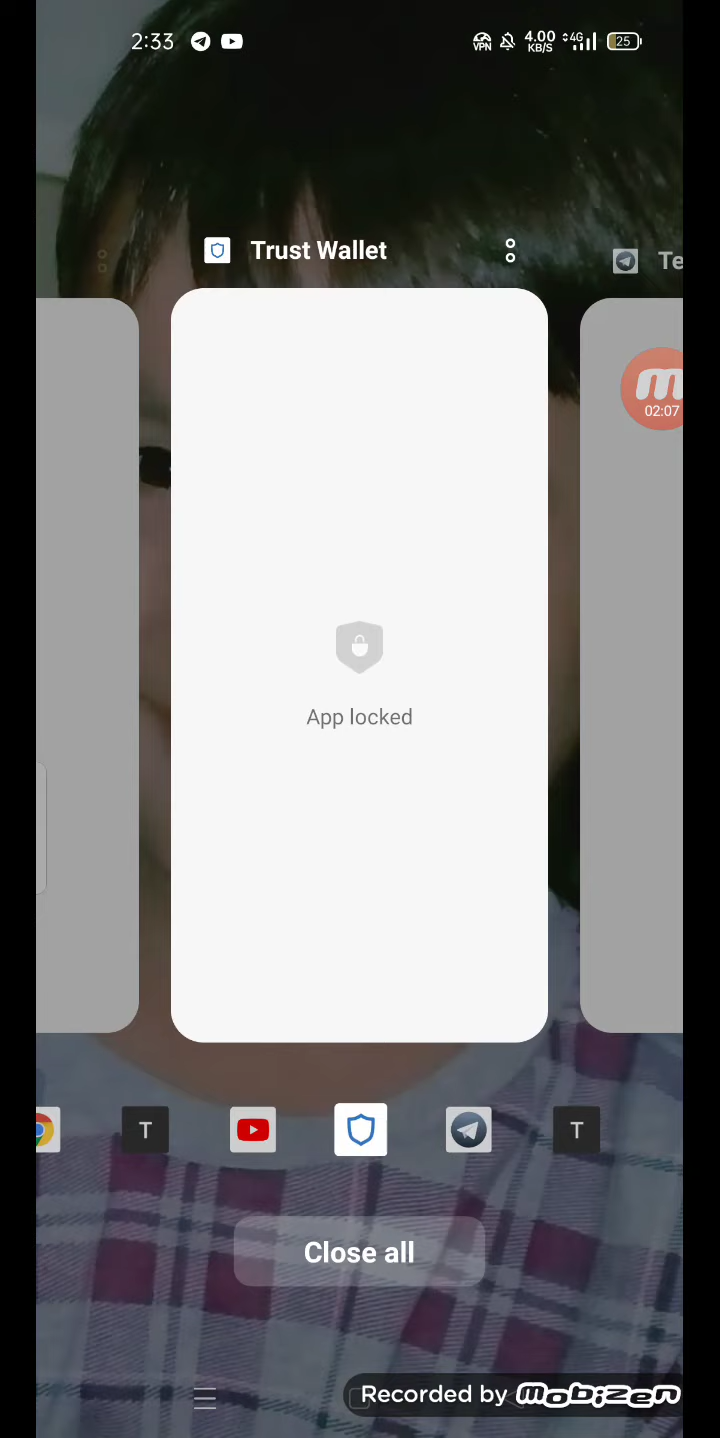 2:33
VPN
4.00
KB/S
4G
25
Trust Wallet
Te
m
02:07
App locked
T
T
Close all
Recorded by mobizen